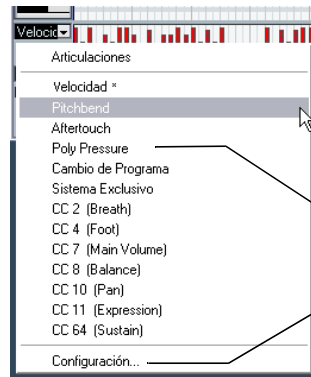 Velocid
Articulaciones
Velocidad *
Pitchbend
Aftertouch
Poly Pressure
Cambio de Programa
Sistema Exclusivo
CC 2 (Breath)
CC 4 (Foot)
CC 7 (Main Volume)
CC 8 (Balance)
CC 10 (Pan)
CC 11 (Expression)
CC 64 (Sustain)
Configuración...